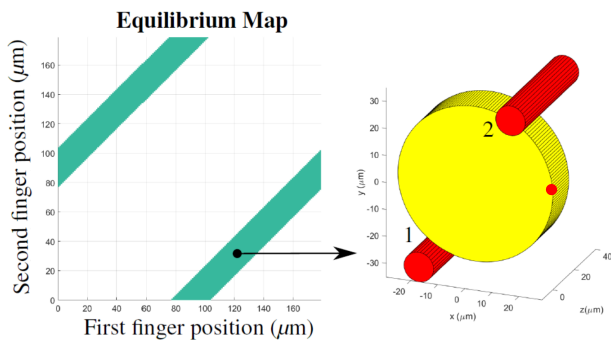 Equilibrium Map
Second finger position (μm)
160
140
120
100
80
60
40
20
0
0 20 40 60 80 100 120 140 160
First finger position (μm)
2
1
y (μm)
30
20
10
0
-10
-20
-30
-20 -10 0 10 20
x (μm)
0 20 40
z(μm)